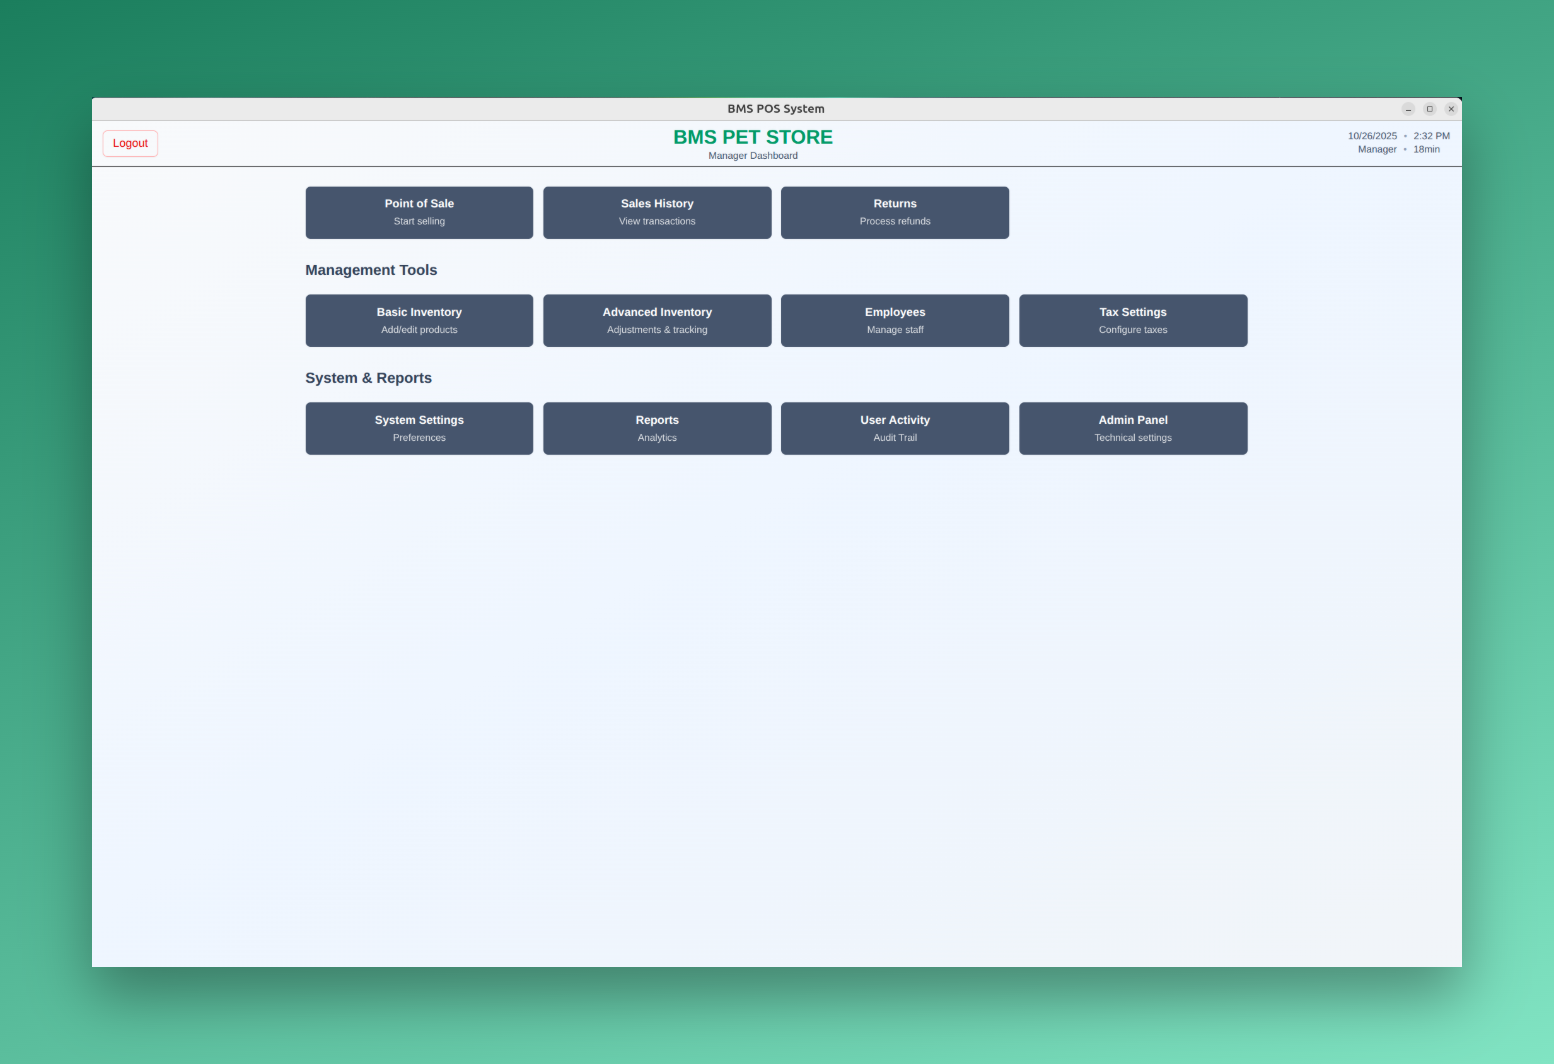 BMS POS System
Logout
BMS PET STORE
Manager Dashboard
10/26/2025 • 2:32 PM
Manager • 18min
Point of Sale
Start selling
Sales History
View transactions
Returns
Process refunds
Management Tools
Basic Inventory
Add/edit products
Advanced Inventory
Adjustments & tracking
Employees
Manage staff
Tax Settings
Configure taxes
System & Reports
System Settings
Preferences
Reports
Analytics
User Activity
Audit Trail
Admin Panel
Technical settings